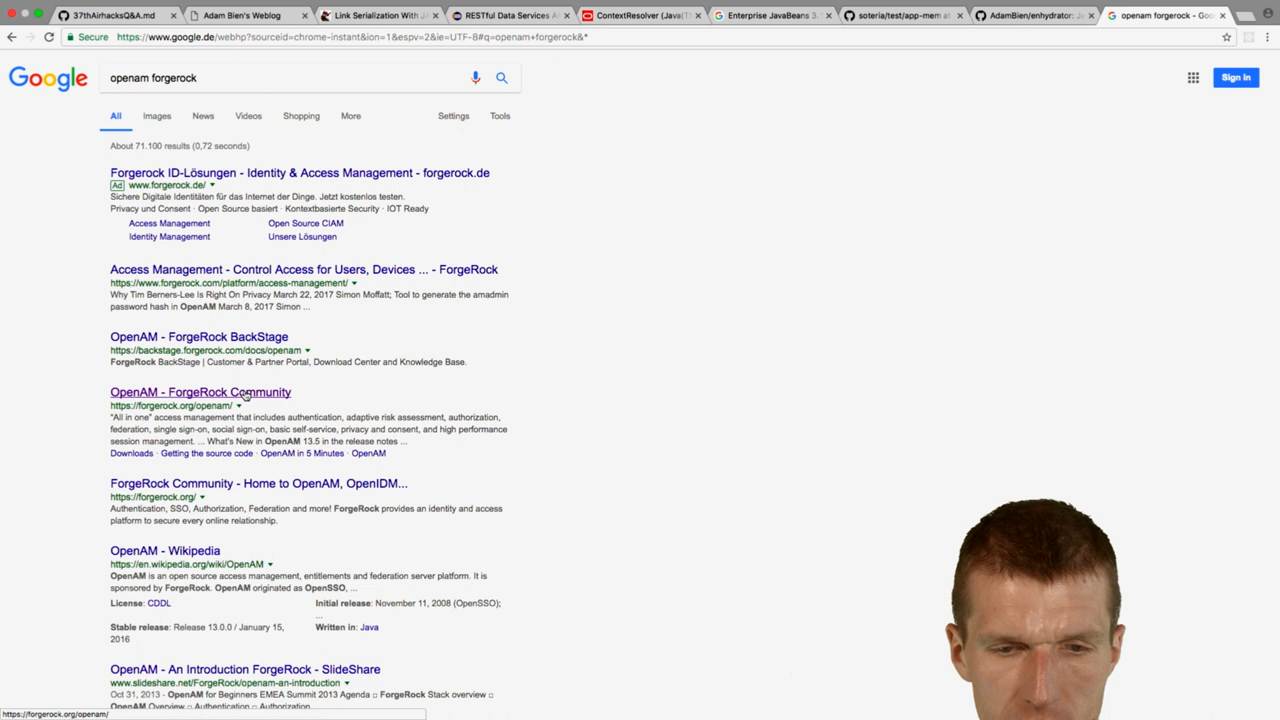 37thAirhacksQ&A.md
Adam Bien's Weblog
Link Serialization With JA
RESTful Data Services A
ContextResolver (Java(T
Enterprise JavaBeans 3.
soteria/test/app-mem at
AdamBien/enhydrator: Ja
openam forgerock - Goo
Secure
https://www.google.de/webhp?sourceid=chrome-instant&ion=1&espv=2&ie=UTF-8#q=openam+forgerock&*
Google
openam forgerock
Sign in
All Images News Videos Shopping More Settings Tools
About 71.100 results (0,72 seconds)
Forgerock ID-Lösungen - Identity & Access Management - forgerock.de
Ad www.forgerock.de/
Sichere Digitale Identitäten für das Internet der Dinge. Jetzt kostenlos testen.
Privacy und Consent · Open Source basiert · Kontextbasierte Security · IOT Ready
Access Management Open Source CIAM
Identity Management Unsere Lösungen
Access Management - Control Access for Users, Devices ... - ForgeRock
https://www.forgerock.com/platform/access-management/
Why Tim Berners-Lee Is Right On Privacy March 22, 2017 Simon Moffatt; Tool to generate the amadmin
password hash in OpenAM March 8, 2017 Simon ...
OpenAM - ForgeRock BackStage
https://backstage.forgerock.com/docs/openam
ForgeRock BackStage | Customer & Partner Portal, Download Center and Knowledge Base.
OpenAM - ForgeRock Community
https://forgerock.org/openam/
"All in one" access management that includes authentication, adaptive risk assessment, authorization,
federation, single sign-on, social sign-on, basic self-service, privacy and consent, and high performance
session management. ... What's New in OpenAM 13.5 in the release notes ...
Downloads · Getting the source code · OpenAM in 5 Minutes · OpenAM
ForgeRock Community - Home to OpenAM, OpenIDM...
https://forgerock.org/
Authentication, SSO, Authorization, Federation and more! ForgeRock provides an identity and access
platform to secure every online relationship.
OpenAM - Wikipedia
https://en.wikipedia.org/wiki/OpenAM
OpenAM is an open source access management, entitlements and federation server platform. It is
sponsored by ForgeRock. OpenAM originated as OpenSSO, ...
License: CDDL Initial release: November 11, 2008 (OpenSSO);
...
Stable release: Release 13.0.0 / January 15, Written in: Java
2016
OpenAM - An Introduction ForgeRock - SlideShare
www.slideshare.net/ForgeRock/openam-an-introduction
Oct 31, 2013 - OpenAM for Beginners EMEA Summit 2013 Agenda □ ForgeRock Stack overview □
OpenAM Overview □ Authentication □ Authorization
https://forgerock.org/openam/